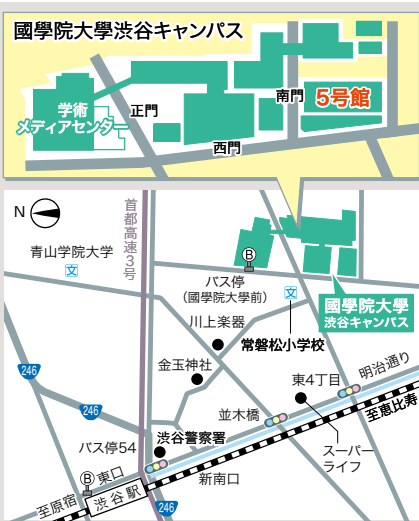 國學院大學渋谷キャンパス
学術
メディアセンター
正門
南門
5号館
西門
N
首都高速3号
青山学院大学
文
B
バス停
(國學院大學前)
文
國學院大學
渋谷キャンパス
川上楽器
常磐松小学校
金玉神社
東4丁目
明治通り
246
246
並木橋
至恵比寿
バス停54
渋谷警察署
スーパー
ライフ
B
東口
新南口
至原宿
渋谷駅
246